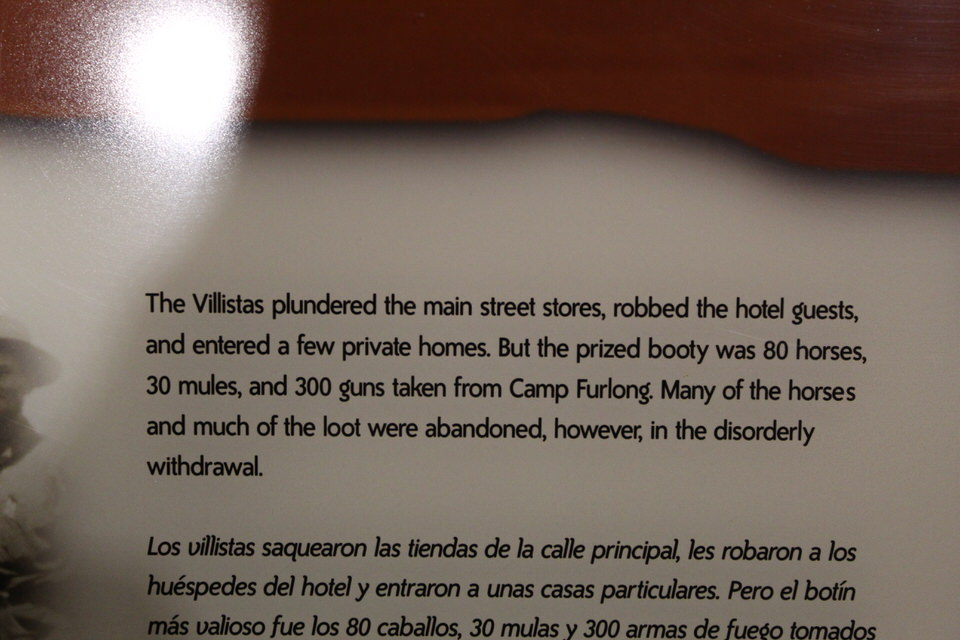 The Villistas plundered the main street stores, robbed the hotel guests,
and entered a few private homes. But the prized booty was 80 horses,
30 mules, and 300 guns taken from Camp Furlong. Many of the horses
and much of the loot were abandoned, however, in the disorderly
withdrawal.
Los villistas saquearon las tiendas de la calle principal, les robaron a los
huéspedes del hotel y entraron a unas casas particulares. Pero el botín
más valioso fue los 80 caballos, 30 mulas y 300 armas de fuego tomados